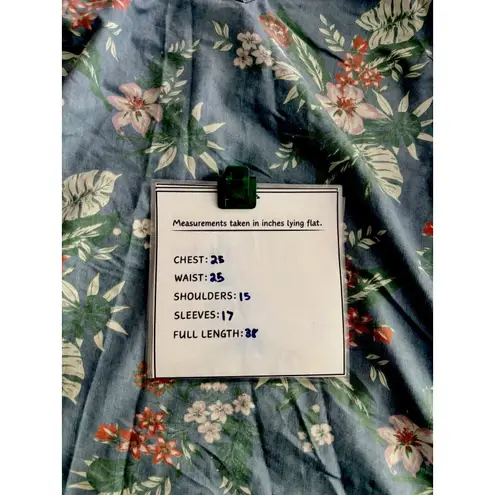 Measurements taken in inches lying flat.
CHEST: 25
WAIST: 25
SHOULDERS: 15
SLEEVES: 17
FULL LENGTH: 38